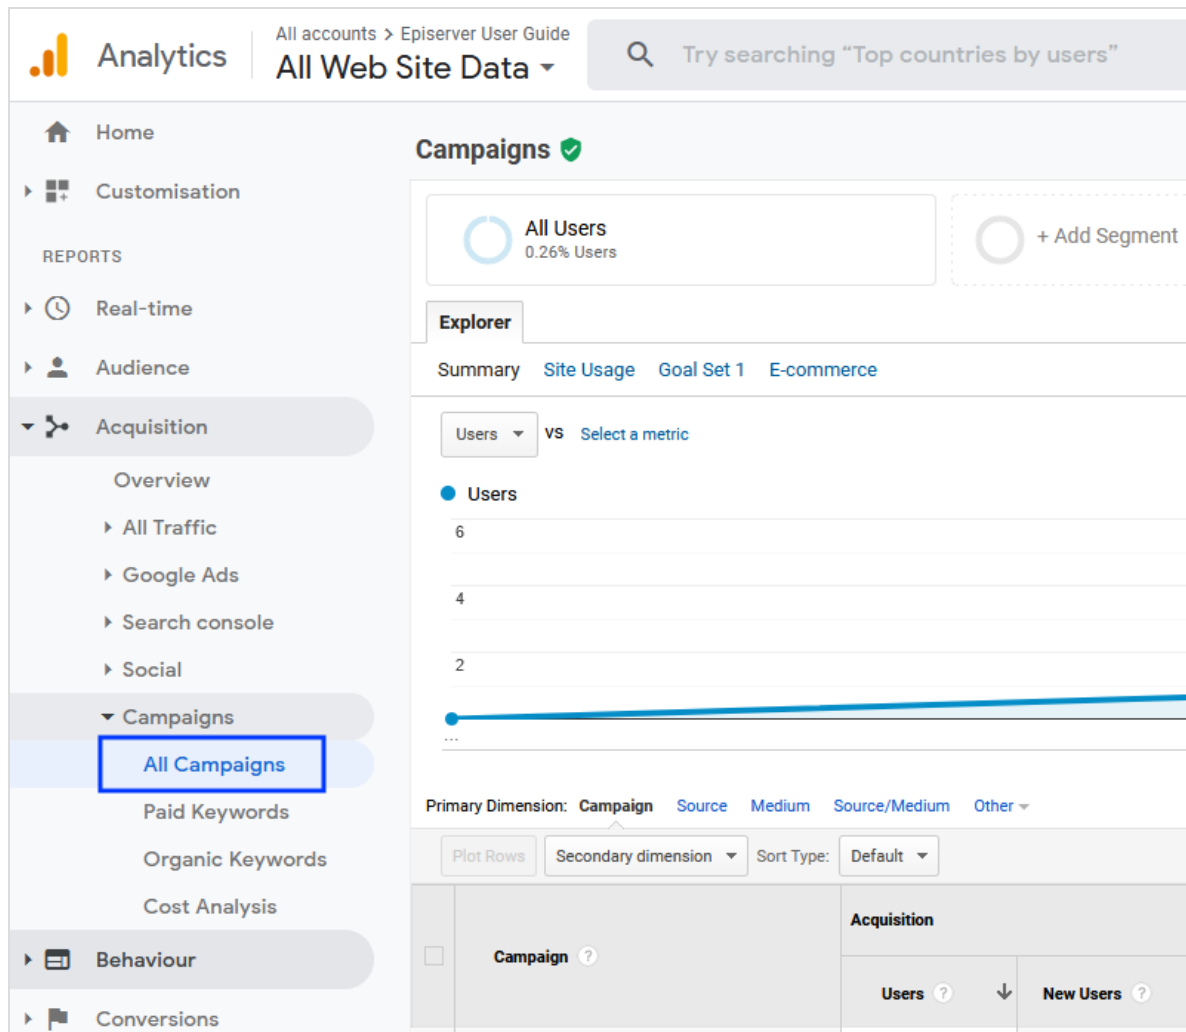 Analytics
All accounts > Episerver User Guide
All Web Site Data
Try searching “Top countries by users”
Home
Customisation
REPORTS
Real-time
Audience
Acquisition
Overview
All Traffic
Google Ads
Search console
Social
Campaigns
All Campaigns
Paid Keywords
Organic Keywords
Cost Analysis
Behaviour
Conversions
Campaigns
All Users
0.26% Users
+ Add Segment
Explorer
Summary Site Usage Goal Set 1 E-commerce
Users VS Select a metric
Users
6
4
2
...
Primary Dimension: Campaign Source Medium Source/Medium Other
Plot Rows Secondary dimension Sort Type: Default
Acquisition
Campaign ?
Users ? New Users ?